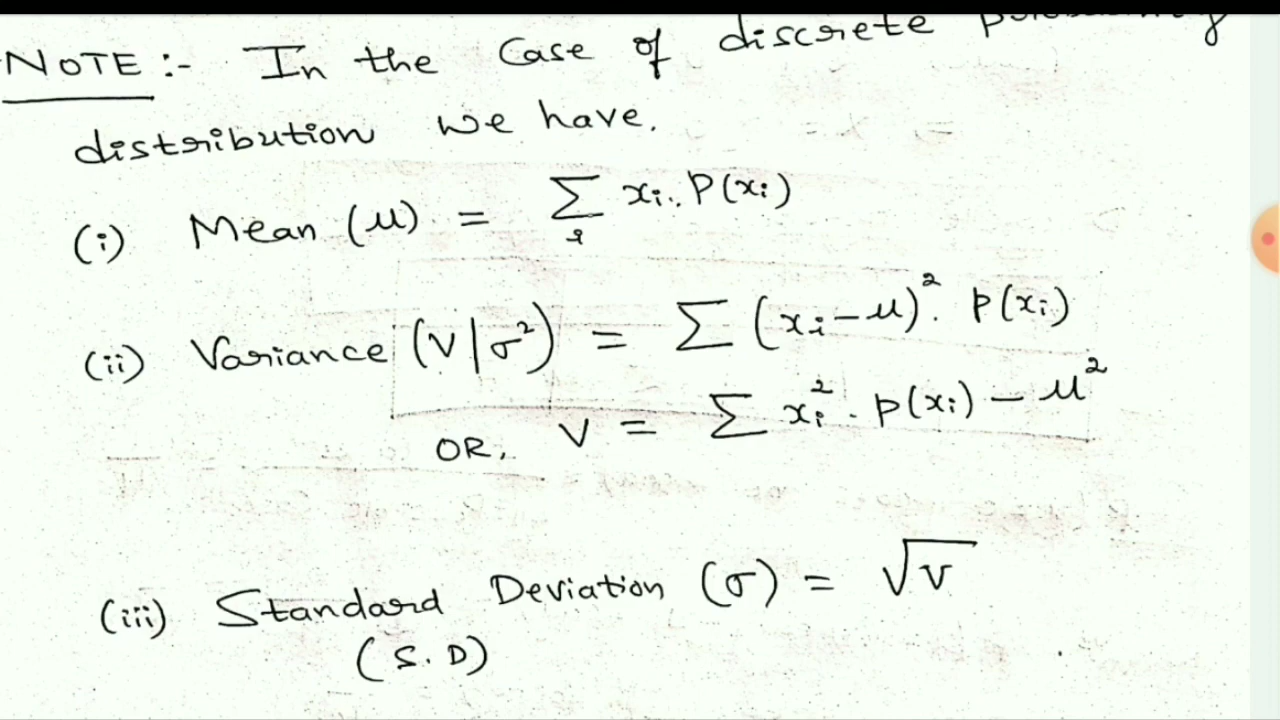 NOTE :- In the Case of discrete
distribution we have.
(i) Mean (μ) = Σ xi. P(xi)
(ii) Variance (V|σ²) = Σ (xi-μ)². p(xi)
OR, V = Σ xi². p(xi) - μ²
(iii) Standard Deviation (σ) = √V
(S.D)